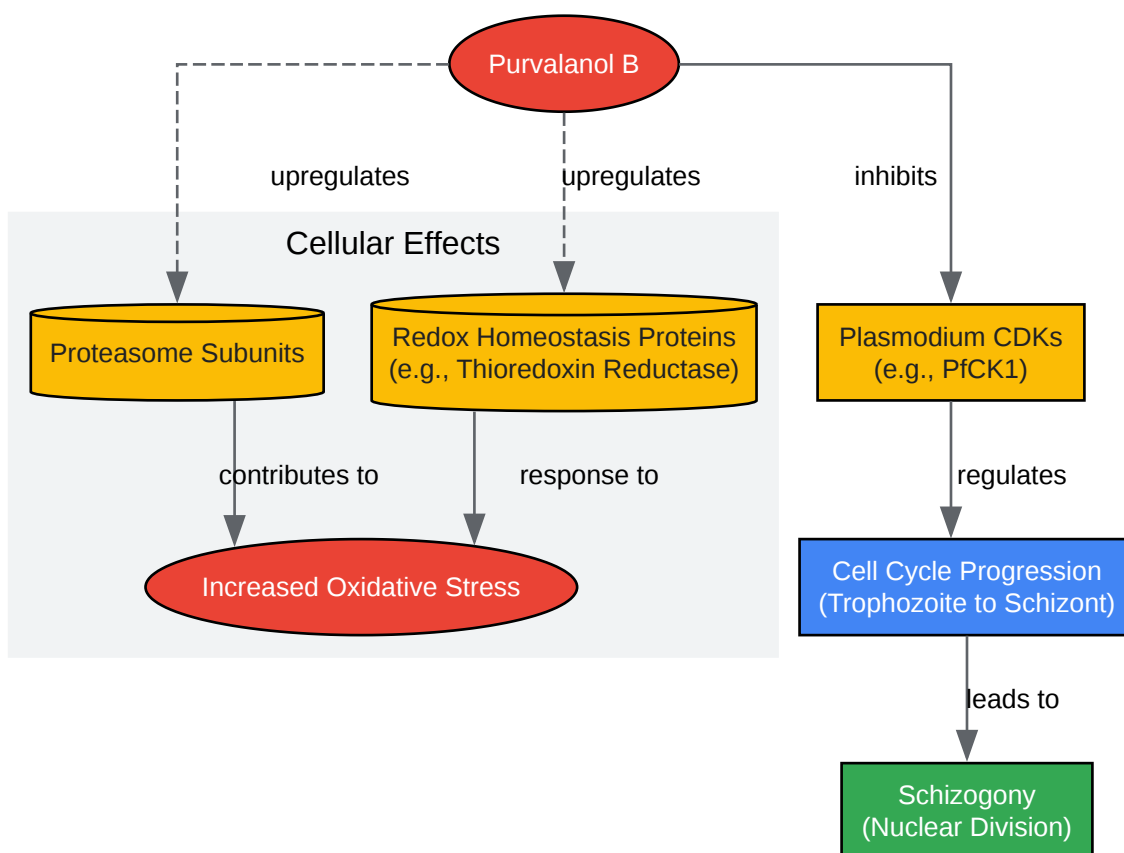 Purvalanol B
upregulates
upregulates
inhibits
Cellular Effects
Proteasome Subunits
Redox Homeostasis Proteins
(e.g., Thioredoxin Reductase)
Plasmodium CDKs
(e.g., PfCK1)
contributes to
response to
regulates
Increased Oxidative Stress
Cell Cycle Progression
(Trophozoite to Schizont)
leads to
Schizogony
(Nuclear Division)